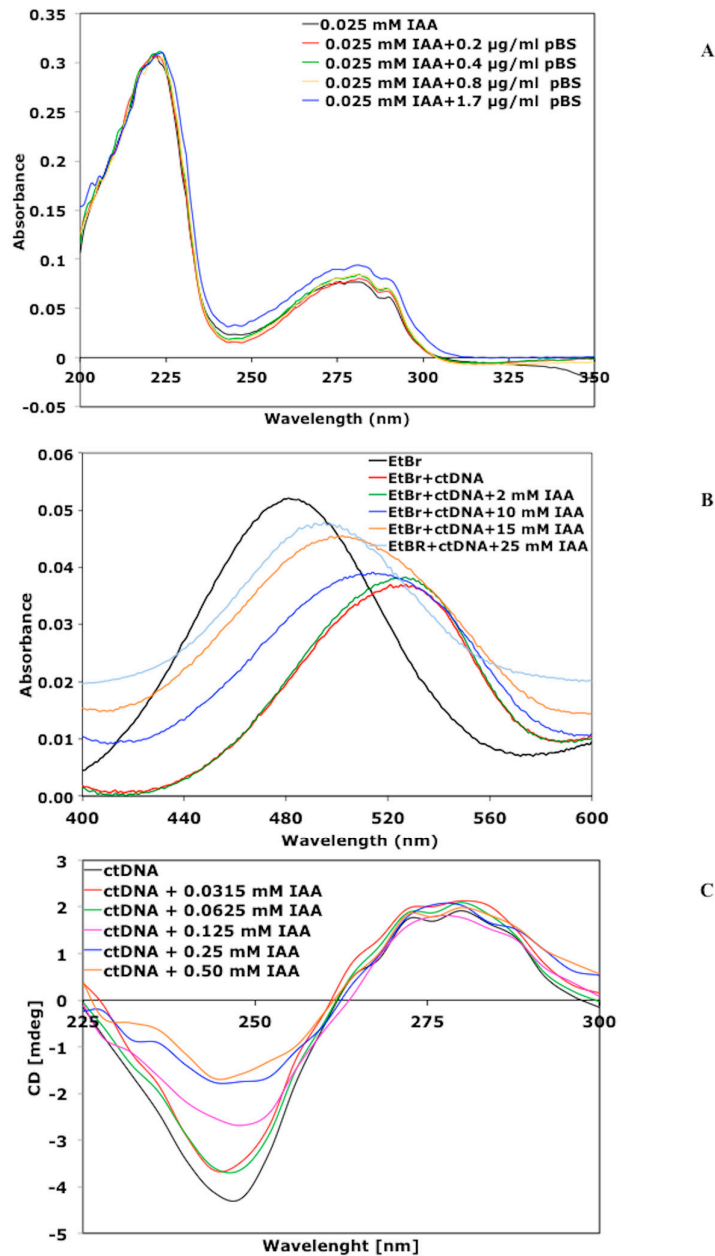 A
0.025 mM IAA
0.025 mM IAA+0.2 µg/ml pBS
0.025 mM IAA+0.4 µg/ml pBS
0.025 mM IAA+0.8 µg/ml pBS
0.025 mM IAA+1.7 µg/ml pBS
0.35
0.3
0.25
0.2
0.15
0.1
0.05
0
-0.05
Absorbance
200 225 250 275 300 325 350
Wavelength (nm)
B
EtBr
EtBr+ctDNA
EtBr+ctDNA+2 mM IAA
EtBr+ctDNA+10 mM IAA
EtBr+ctDNA+15 mM IAA
EtBR+ctDNA+25 mM IAA
0.06
0.05
0.04
0.03
0.02
0.01
0.00
Absorbance
400 440 480 520 560 600
Wavelength (nm)
C
ctDNA
ctDNA + 0.0315 mM IAA
ctDNA + 0.0625 mM IAA
ctDNA + 0.125 mM IAA
ctDNA + 0.25 mM IAA
ctDNA + 0.50 mM IAA
3
2
1
0
-1
-2
-3
-4
-5
CD [mdeg]
225 250 275 300
Wavelenght [nm]